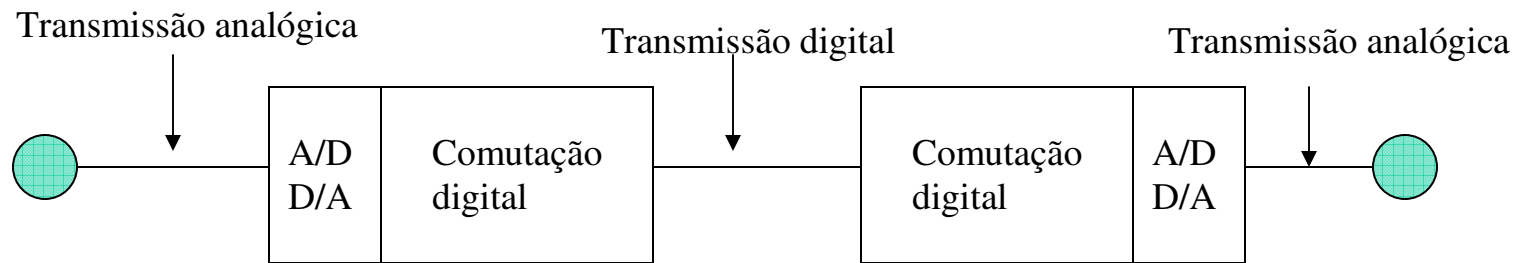 Transmissão analógica
Transmissão digital
Transmissão analógica
A/D
D/A
Comutação
digital
Comutação
digital
A/D
D/A